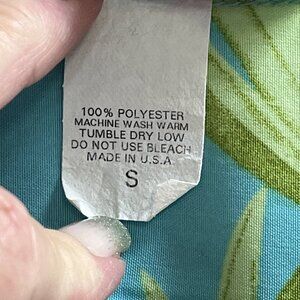 100% POLYESTER
MACHINE WASH WARM
TUMBLE DRY LOW
DO NOT USE BLEACH
MADE IN U.S.A.
S